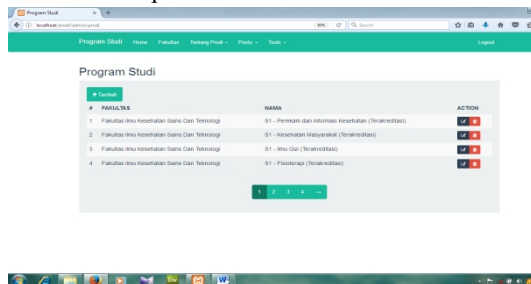 Program Studi
localhost/prodi/admin/prodi
Search
Program Studi Home Fakultas Tentang Prodi Posts Tools Logout
Program Studi
+ Tambah
# FAKULTAS NAMA ACTION
1 Fakultas Ilmu Kesehatan Sains Dan Teknologi S1 - Perekam dan Informasi Kesehatan (Terakreditasi)
2 Fakultas Ilmu Kesehatan Sains Dan Teknologi S1 - Kesehatan Masyarakat (Terakreditasi)
3 Fakultas Ilmu Kesehatan Sains Dan Teknologi S1 - Ilmu Gizi (Terakreditasi)
4 Fakultas Ilmu Kesehatan Sains Dan Teknologi S1 - Fisioterapi (Terakreditasi)
1 2 3 4 →